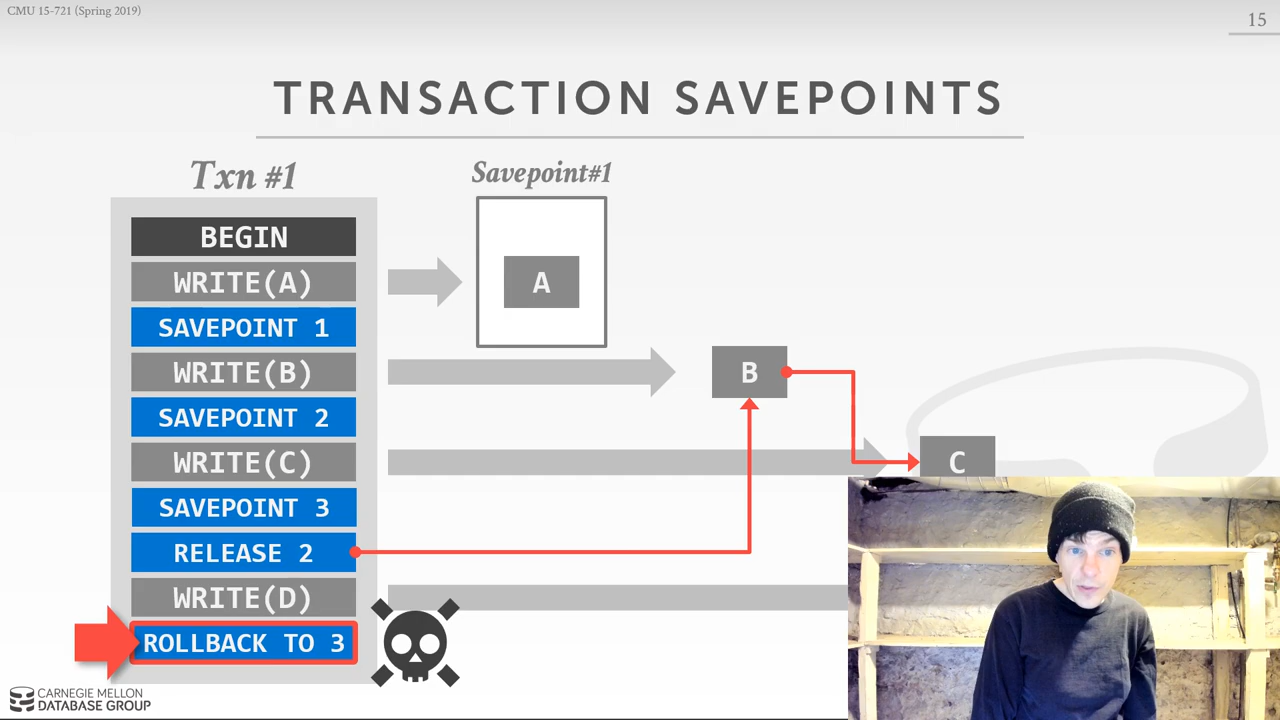 CMU 15-721 (Spring 2019)
15
TRANSACTION SAVEPOINTS
Txn #1
Savepoint#1
BEGIN
WRITE(A)
A
SAVEPOINT 1
WRITE(B)
B
SAVEPOINT 2
WRITE(C)
C
SAVEPOINT 3
RELEASE 2
WRITE(D)
ROLLBACK TO 3
CARNEGIE MELLON
DATABASE GROUP